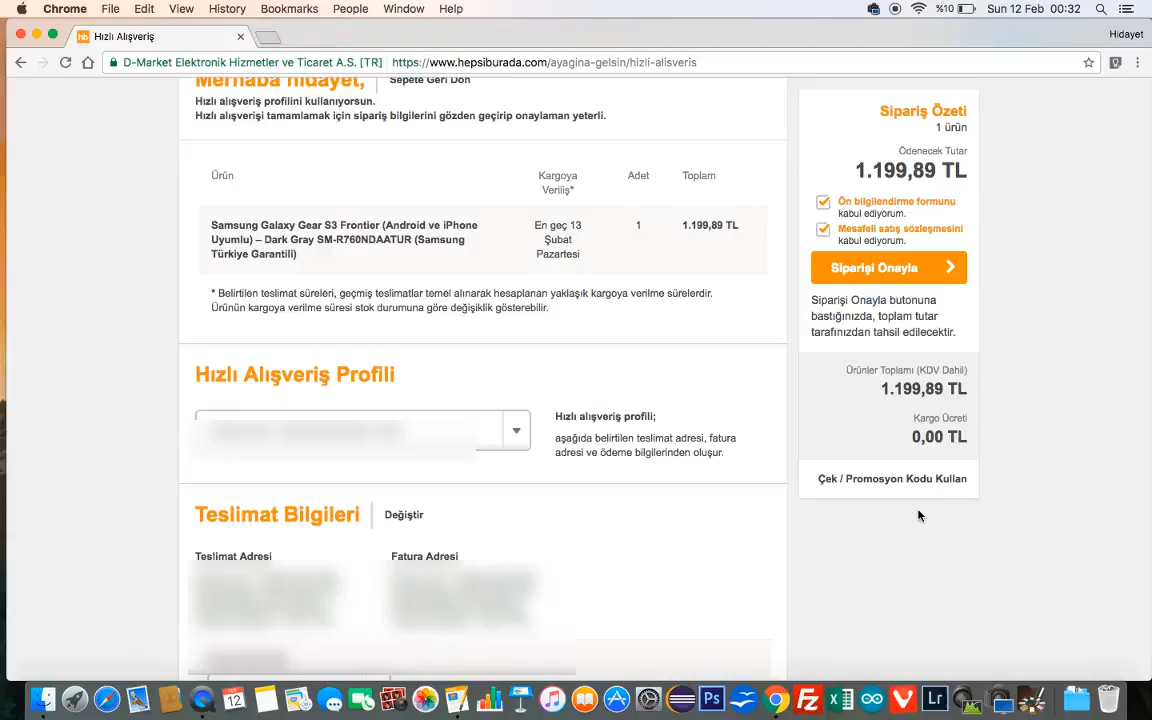 Chrome File Edit View History Bookmarks People Window Help %10 Sun 12 Feb 00:32
hb Hızlı Alışveriş Hidayet
D-Market Elektronik Hizmetler ve Ticaret A.S. [TR] https://www.hepsiburada.com/ayagina-gelsin/hizli-alisveris
Merhaba hidayet, Sepete Geri Dön
Hızlı alışveriş profilini kullanıyorsun.
Hızlı alışverişi tamamlamak için sipariş bilgilerini gözden geçirip onaylaman yeterli.
Ürün Kargoya Veriliş* Adet Toplam
Samsung Galaxy Gear S3 Frontier (Android ve iPhone
Uyumlu) – Dark Gray SM-R760NDAATUR (Samsung
Türkiye Garantili)
En geç 13
Şubat
Pazartesi
1
1.199,89 TL
* Belirtilen teslimat süreleri, geçmiş teslimatlar temel alınarak hesaplanan yaklaşık kargoya verilme sürelerdir.
Ürünün kargoya verilme süresi stok durumuna göre değişiklik gösterebilir.
Hızlı Alışveriş Profili
Hızlı alışveriş profili;
aşağıda belirtilen teslimat adresi, fatura
adresi ve ödeme bilgilerinden oluşur.
Teslimat Bilgileri Değiştir
Teslimat Adresi Fatura Adresi
Sipariş Özeti
1 ürün
Ödenecek Tutar
1.199,89 TL
Ön bilgilendirme formunu
kabul ediyorum.
Mesafeli satış sözleşmesini
kabul ediyorum.
Siparişi Onayla
Siparişi Onayla butonuna
bastığınızda, toplam tutar
tarafınızdan tahsil edilecektir.
Ürünler Toplamı (KDV Dahil)
1.199,89 TL
Kargo Ücreti
0,00 TL
Çek / Promosyon Kodu Kullan
12
Ps
Lr